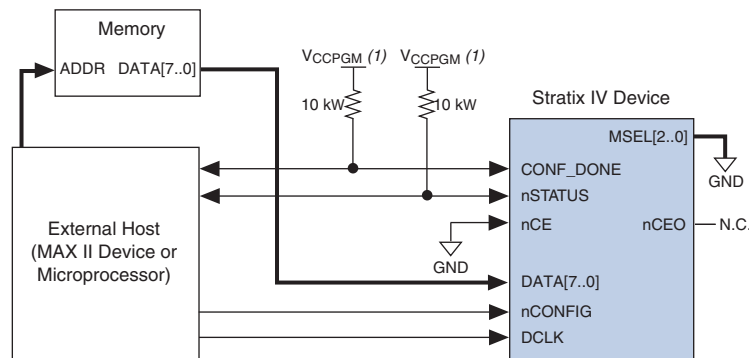 Memory
ADDR DATA[7..0]
VCCPGM (1) VCCPGM (1)
10 kW 10 kW
Stratix IV Device
MSEL[2..0]
GND
CONF_DONE
nSTATUS
nCE
nCEO N.C.
GND
External Host
(MAX II Device or
Microprocessor)
DATA[7..0]
nCONFIG
DCLK